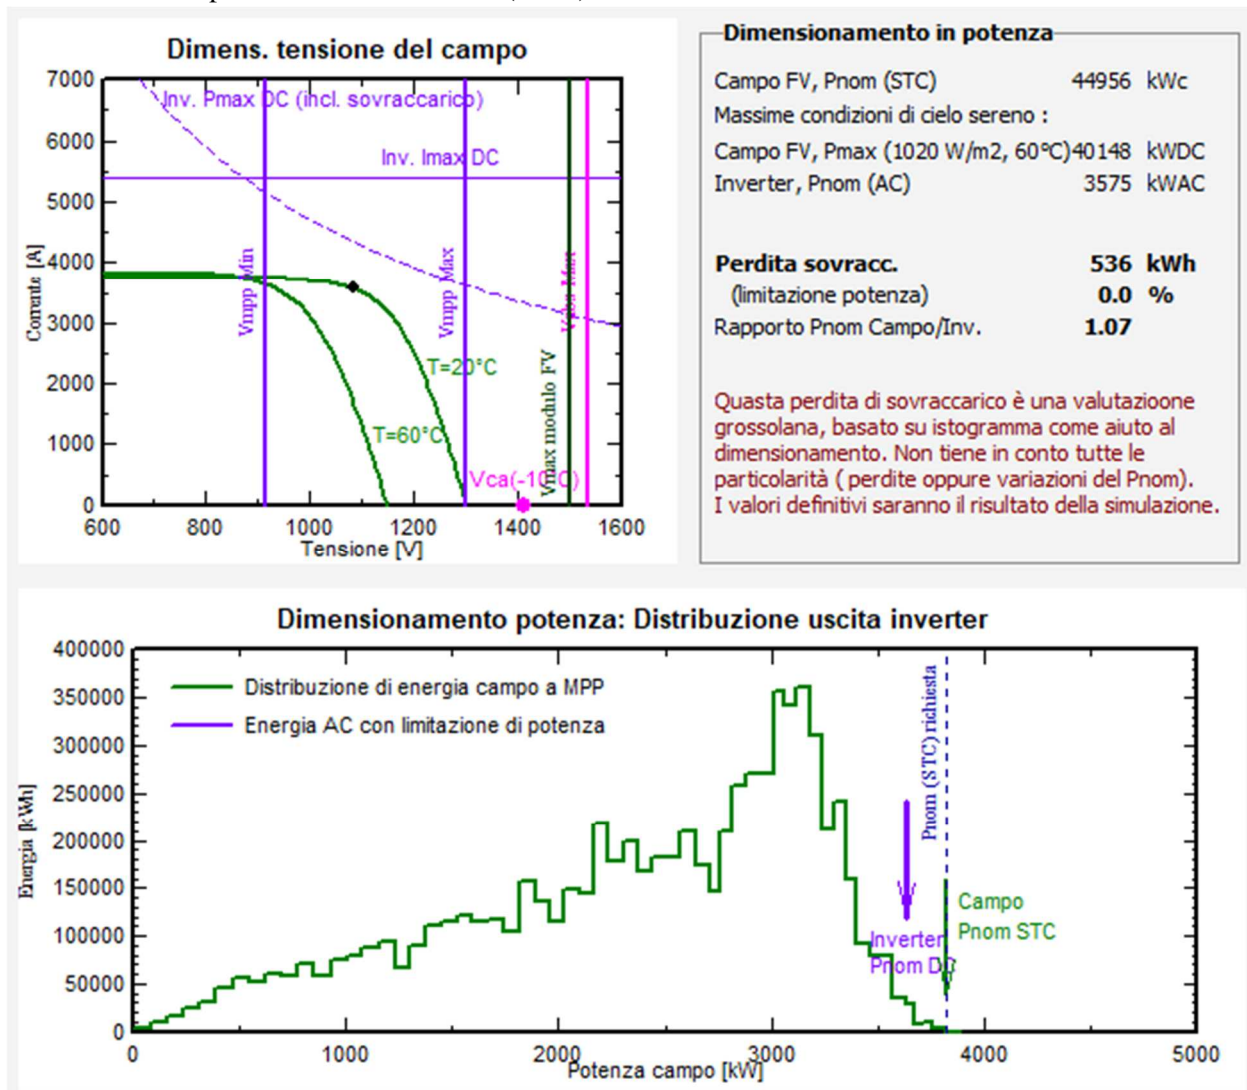 Dimens. tensione del campo
7000
6000
5000
4000
3000
2000
1000
0
Corrente [A]
Inv. Pmax DC (incl. sovraccarico)
Inv. Imax DC
Vmpp Min
Vmpp Max
Vmax modulo FV
T=20°C
T=60°C
Vca(-10°C)
600
800
1000
1200
1400
1600
Tensione [V]
Dimensionamento in potenza
Campo FV, Pnom (STC) 44956 kWc
Massime condizioni di cielo sereno :
Campo FV, Pmax (1020 W/m2, 60°C) 40148 kWDC
Inverter, Pnom (AC) 3575 kWAC
Perdita sovracc. 536 kWh
(limitazione potenza) 0.0 %
Rapporto Pnom Campo/Inv. 1.07
Quasta perdita di sovraccarico è una valutazioone
grossolana, basato su istogramma come aiuto al
dimensionamento. Non tiene in conto tutte le
particolarità ( perdite oppure variazioni del Pnom).
I valori definitivi saranno il risultato della simulazione.
Dimensionamento potenza: Distribuzione uscita inverter
400000
350000
300000
250000
200000
150000
100000
50000
0
Energia [kWh]
Distribuzione di energia campo a MPP
Energia AC con limitazione di potenza
Pnom (STC) richiesta
Campo
Pnom STC
Inverter
Pnom DC
0
1000
2000
3000
4000
5000
Potenza campo [kW]